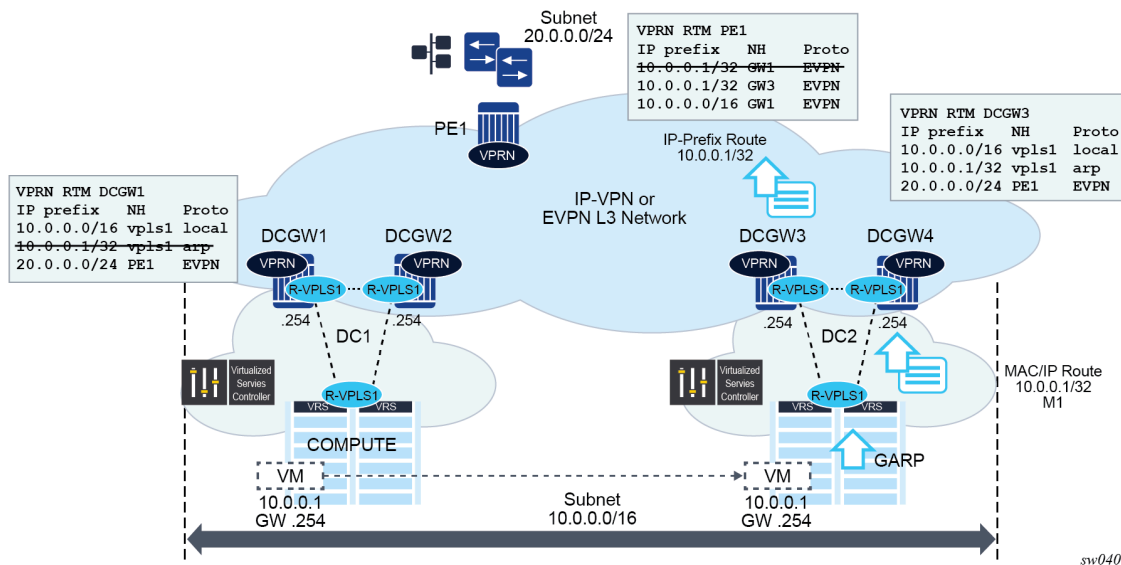 Subnet
20.0.0.0/24
VPRN RTM PE1
IP prefix NH Proto
10.0.0.1/32 GW1 EVPN
10.0.0.1/32 GW3 EVPN
10.0.0.0/16 GW1 EVPN
VPRN RTM DCGW3
IP prefix NH Proto
10.0.0.0/16 vpls1 local
10.0.0.1/32 vpls1 arp
20.0.0.0/24 PE1 EVPN
PE1
VPRN
IP-Prefix Route
10.0.0.1/32
VPRN RTM DCGW1
IP prefix NH Proto
10.0.0.0/16 vpls1 local
10.0.0.1/32 vpls1 arp
20.0.0.0/24 PE1 EVPN
IP-VPN or
EVPN L3 Network
DCGW1
DCGW2
DCGW3
DCGW4
VPRN
VPRN
VPRN
VPRN
R-VPLS1
R-VPLS1
R-VPLS1
R-VPLS1
.254
.254
.254
.254
DC1
DC2
Virtualized
Servies
Controller
Virtualized
Servies
Controller
MAC/IP Route
10.0.0.1/32
M1
R-VPLS1
R-VPLS1
VRS
VRS
VRS
VRS
COMPUTE
GARP
VM
VM
10.0.0.1
GW .254
10.0.0.1
GW .254
Subnet
10.0.0.0/16
sw040